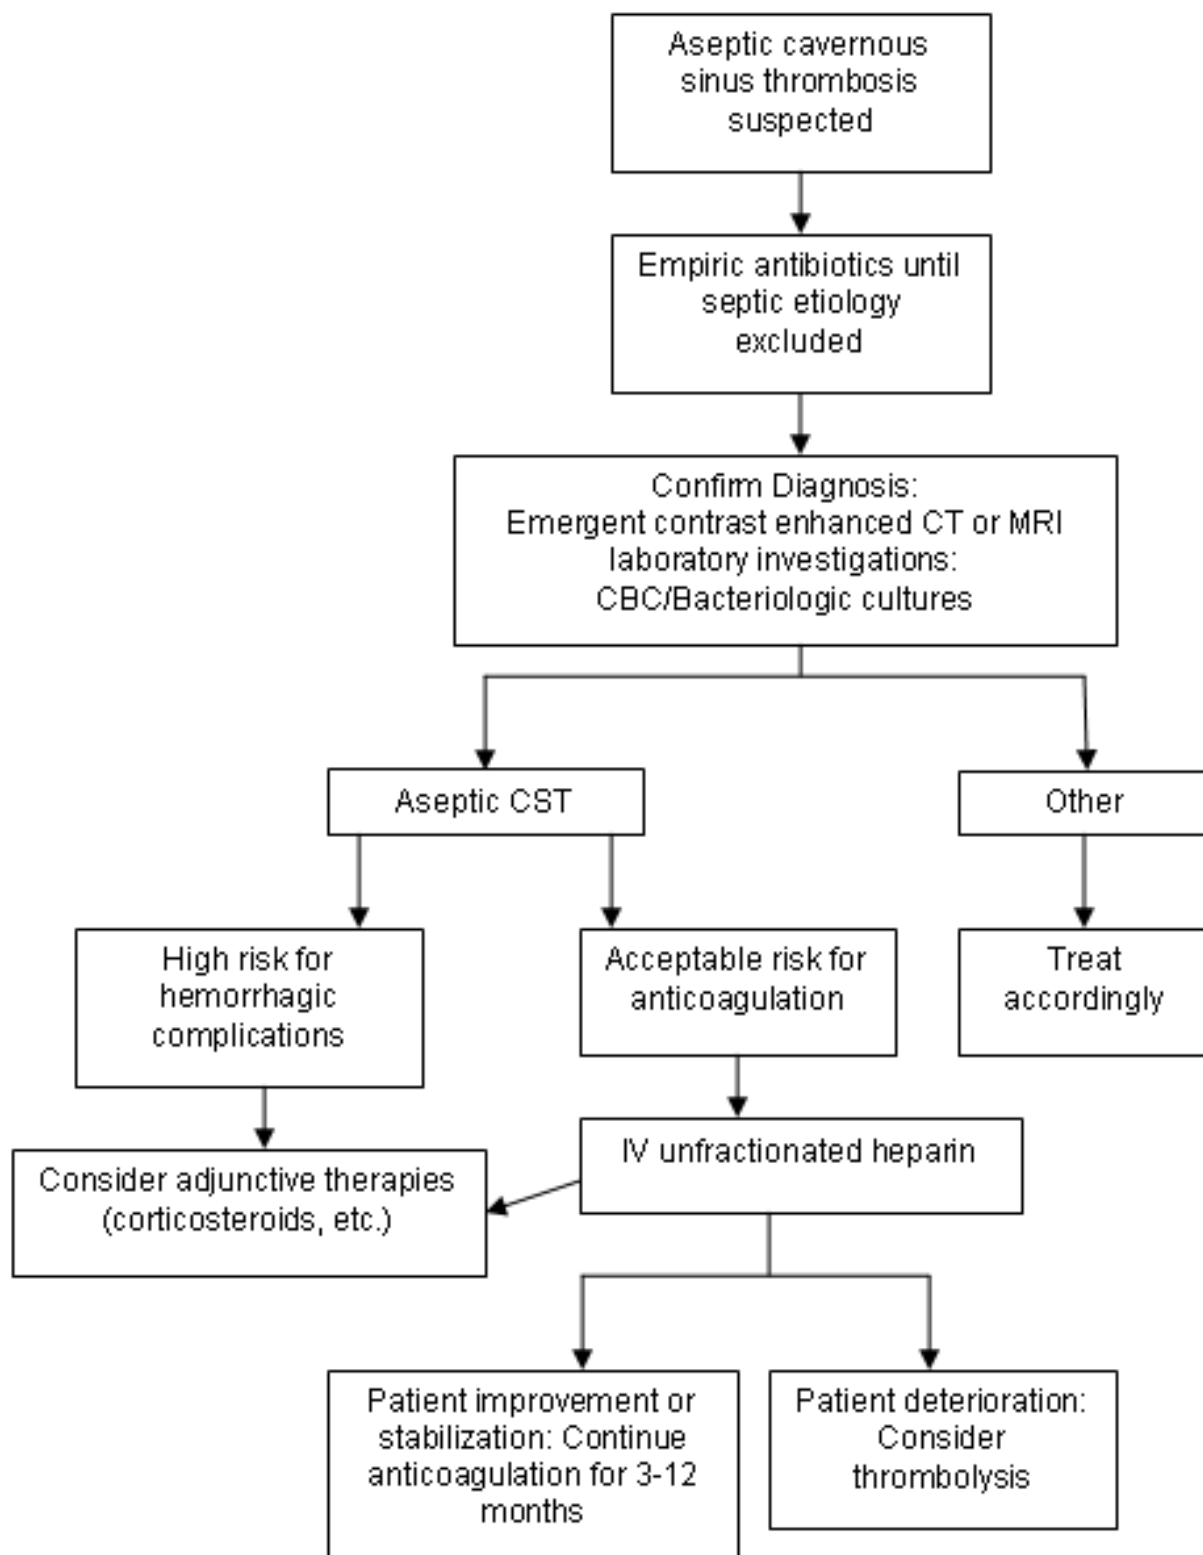 Aseptic cavernous
sinus thrombosis
suspected
Empiric antibiotics until
septic etiology
excluded
Confirm Diagnosis:
Emergent contrast enhanced CT or MRI
laboratory investigations:
CBC/Bacteriologic cultures
Aseptic CST
Other
High risk for
hemorrhagic
complications
Acceptable risk for
anticoagulation
Treat
accordingly
IV unfractionated heparin
Consider adjunctive therapies
(corticosteroids, etc.)
Patient improvement or
stabilization: Continue
anticoagulation for 3-12
months
Patient deterioration:
Consider
thrombolysis